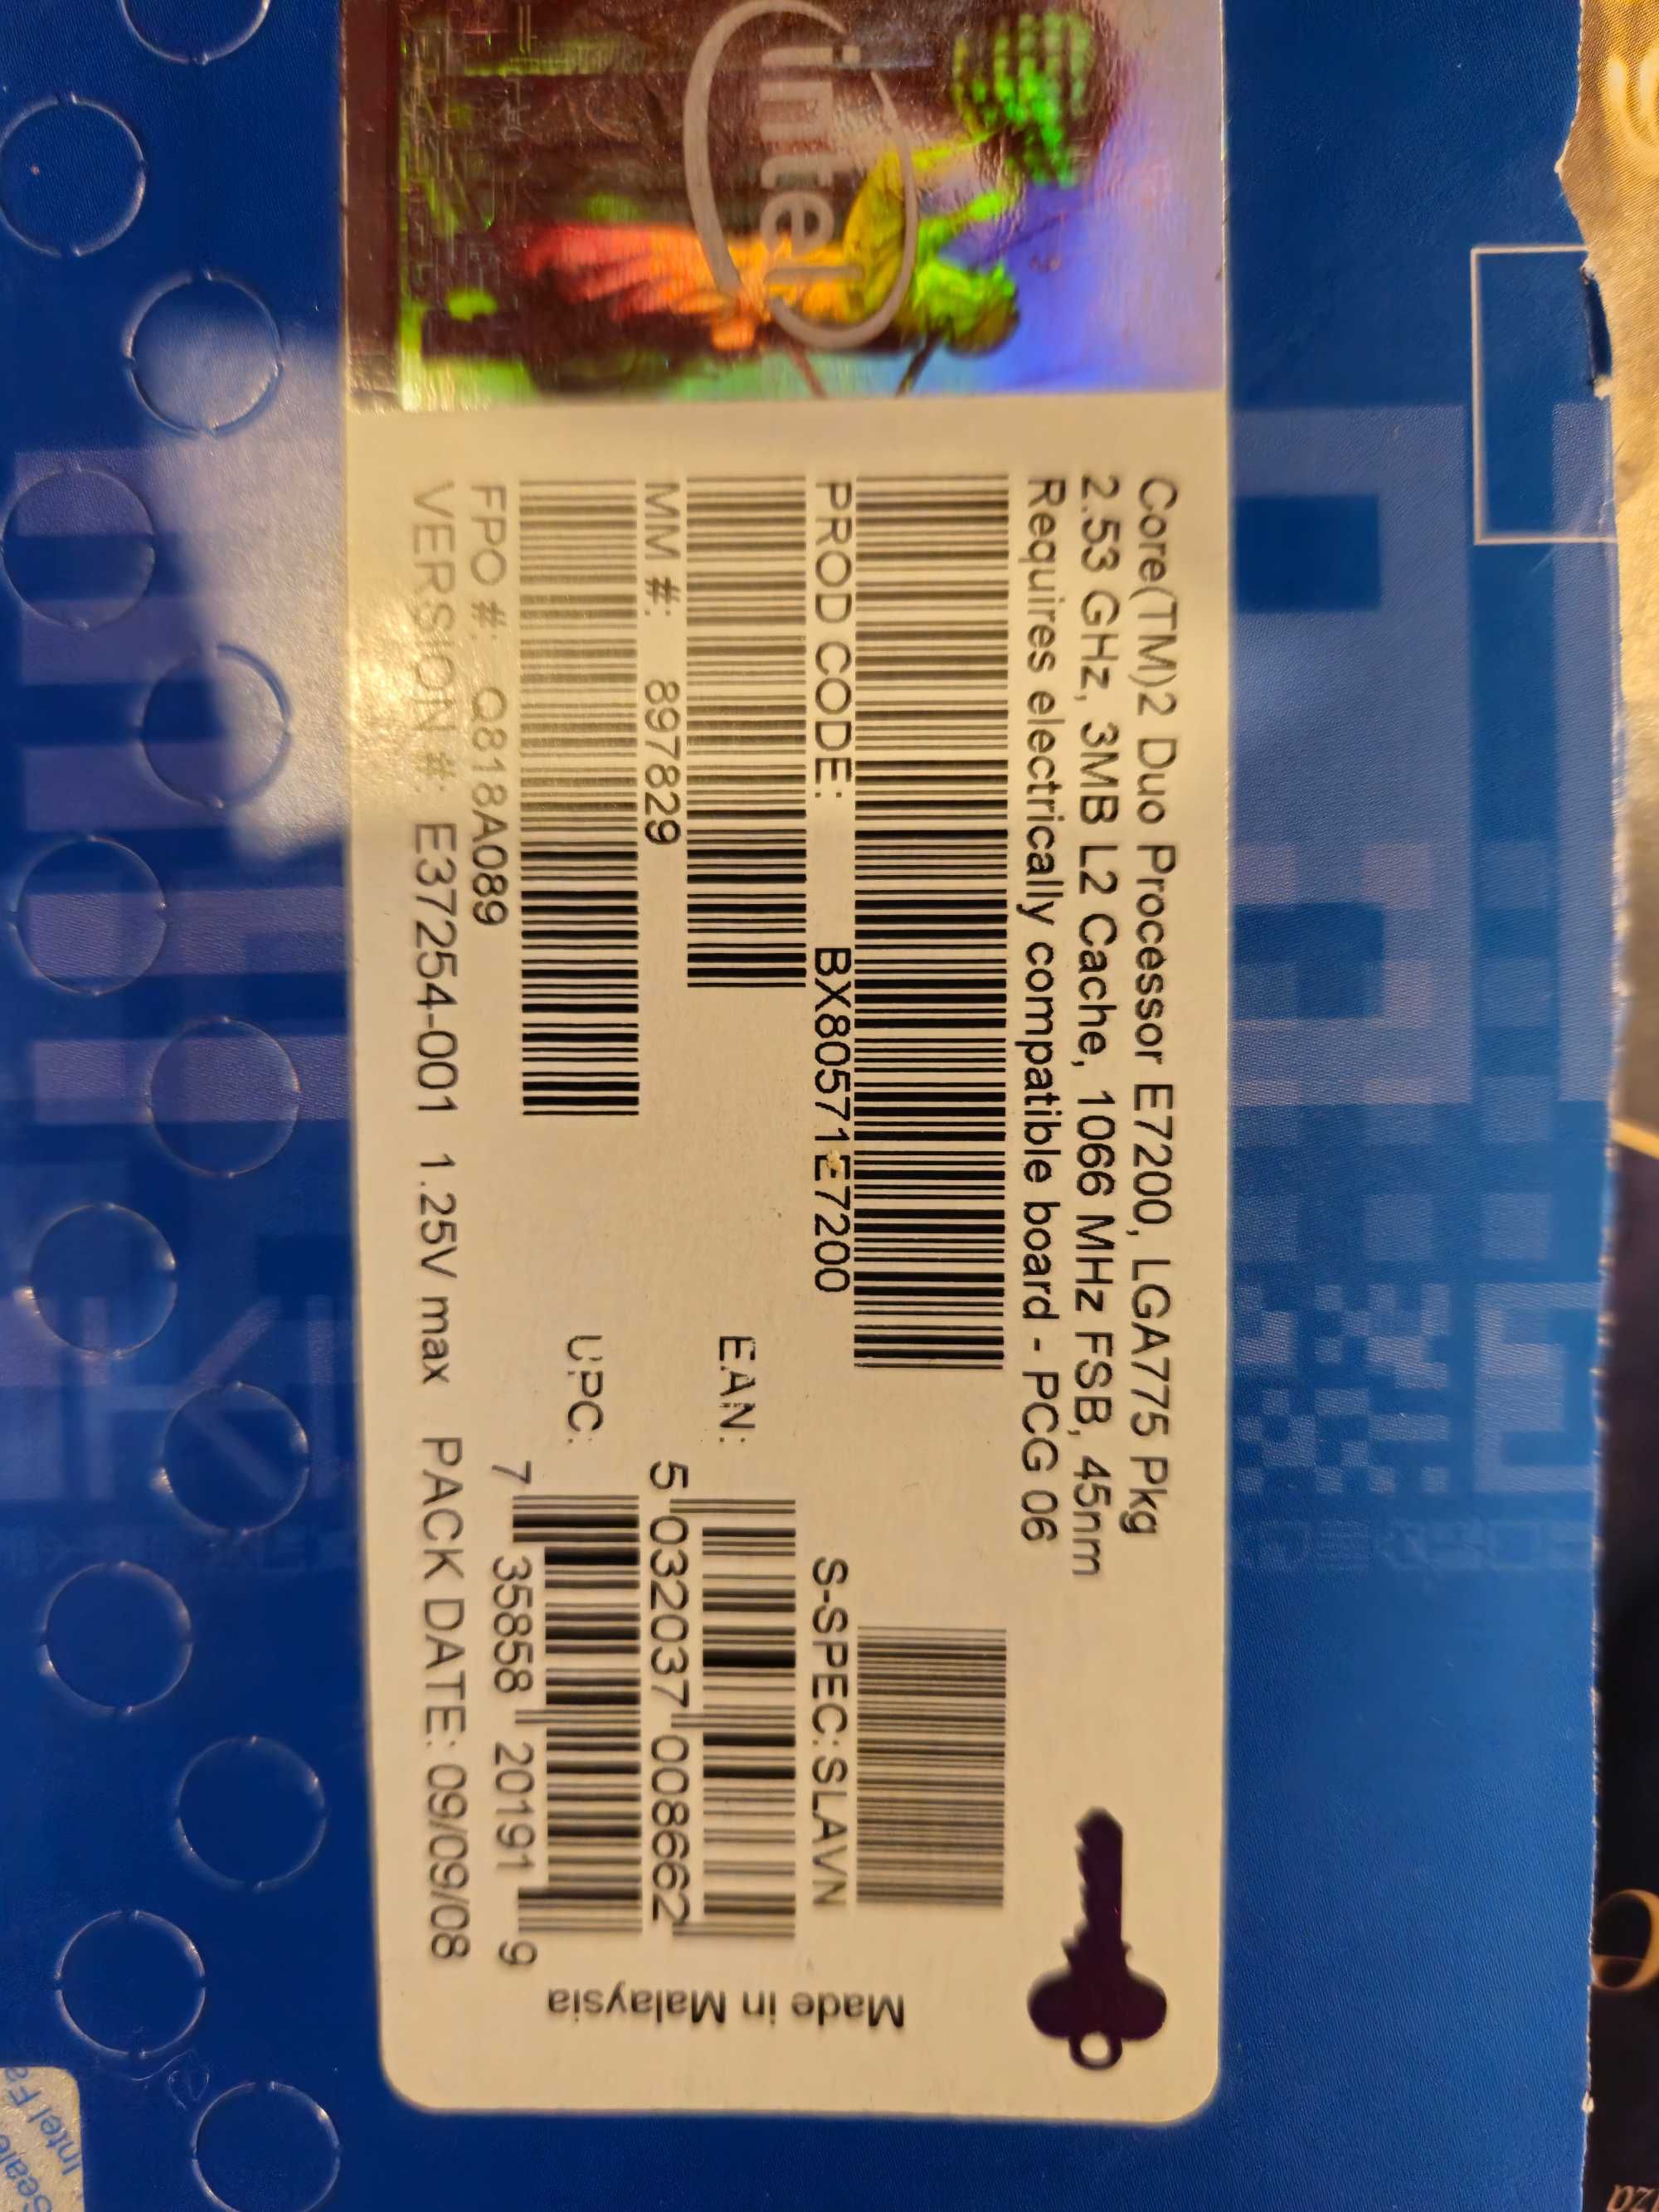 intel
Core(TM)2 Duo Processor E7200, LGA775 Pkg
2.53 GHz, 3MB L2 Cache, 1066 MHz FSB, 45nm
Requires electrically compatible board - PCG 06
PROD CODE: BX80571E7200 S-SPEC:SLAVN
MM #: 897829
EAN: 5 032037 008662
FPO #: Q818A089
UPC: 7 35858 20191 9
VERSION #: E37254-001 1.25V max PACK DATE: 09/09/08
Made in Malaysia
Intel